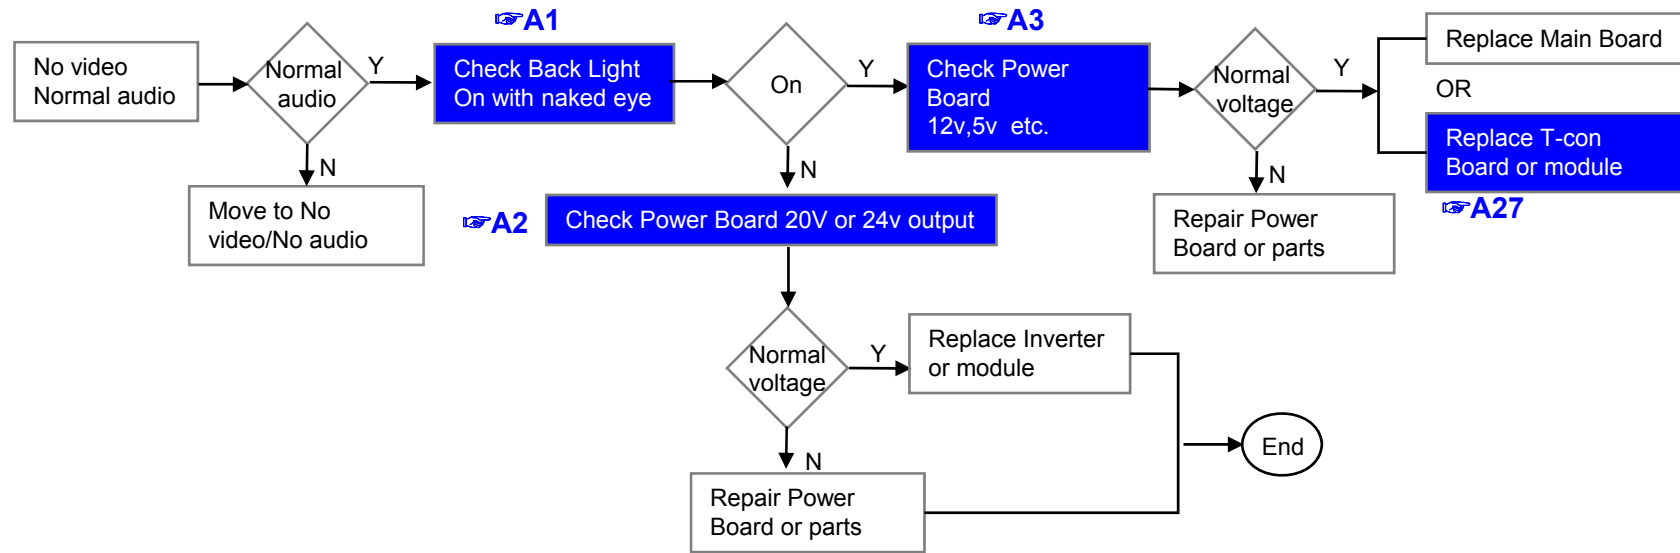 ☞A1
☞A3
No video
Normal audio
Normal
audio
Y
Check Back Light
On with naked eye
On
Y
Check Power
Board
12v,5v etc.
Normal
voltage
Y
Replace Main Board
OR
Replace T-con
Board or module
☞A27
N
Move to No
video/No audio
N
☞A2
Check Power Board 20V or 24v output
N
Repair Power
Board or parts
Normal
voltage
Y
Replace Inverter
or module
End
N
Repair Power
Board or parts